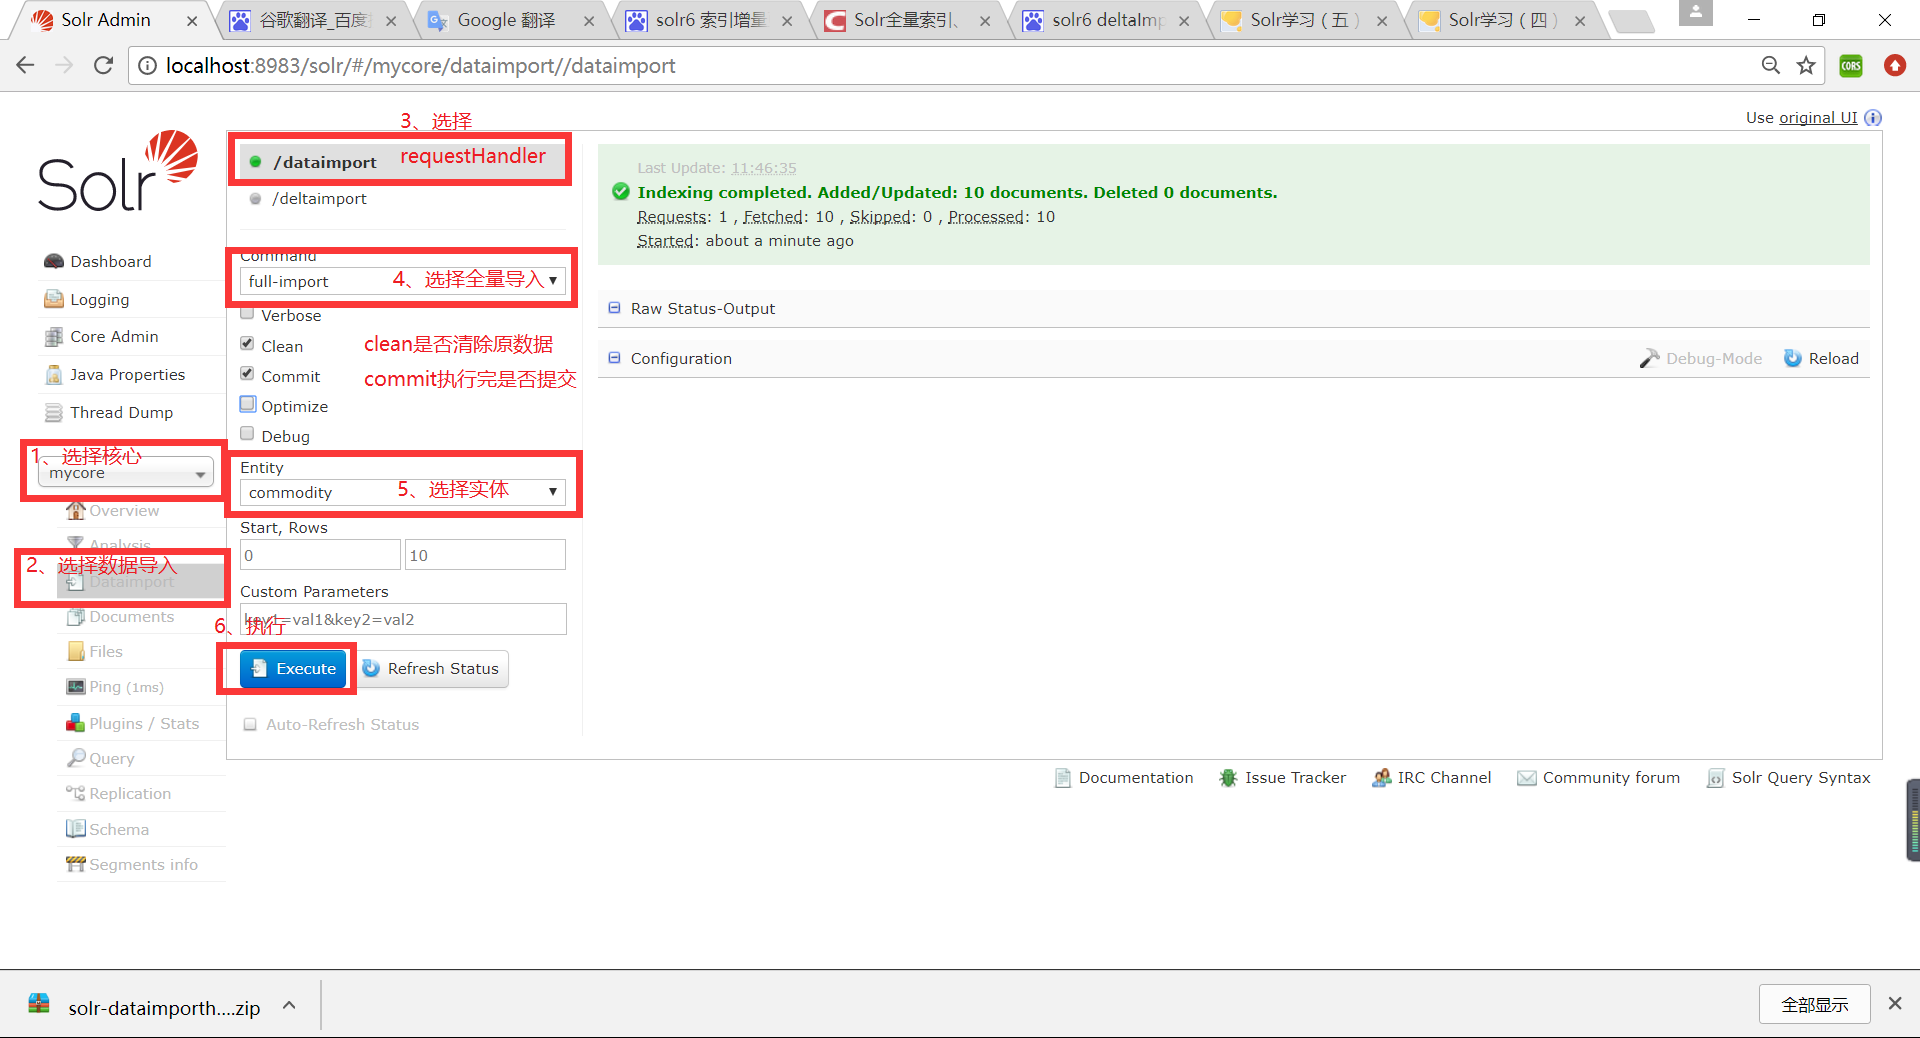 Solr Admin
谷歌翻译_百度
Google 翻译
solr6 索引增量
Solr全量索引、
solr6 deltaImp
Solr学习（五）
Solr学习（四）
localhost:8983/solr/#/mycore/dataimport//dataimport
CORS
Use original UI
Solr
3、选择
requestHandler
/dataimport
/deltaimport
Last Update: 11:46:35
Indexing completed. Added/Updated: 10 documents. Deleted 0 documents.
Requests: 1 , Fetched: 10 , Skipped: 0 , Processed: 10
Started: about a minute ago
Dashboard
Logging
Core Admin
Java Properties
Thread Dump
1、选择核心
mycore
Overview
Analysis
2、选择数据导入
Dataimport
Documents
Files
Ping (1ms)
Plugins / Stats
Query
Replication
Schema
Segments info
Command
full-import
4、选择全量导入
Verbose
Clean
clean是否清除原数据
Commit
commit执行完是否提交
Optimize
Debug
Entity
commodity
5、选择实体
Start, Rows
0
10
Custom Parameters
key1=val1&key2=val2
6、执行
Execute
Refresh Status
Auto-Refresh Status
Raw Status-Output
Configuration
Debug-Mode
Reload
Documentation
Issue Tracker
IRC Channel
Community forum
Solr Query Syntax
solr-dataimporth....zip
全部显示